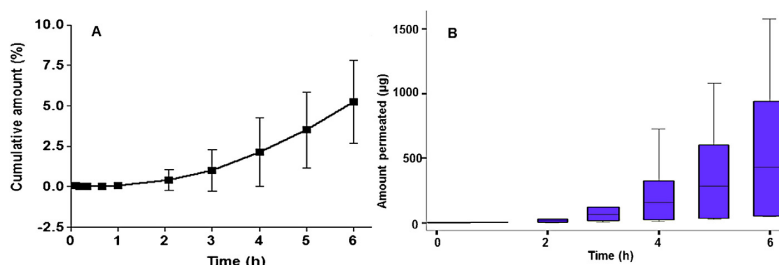 A
10.0
7.5
5.0
2.5
0.0
-2.5
Cumulative amount (%)
0 1 2 3 4 5 6
Time (h)
B
1500
1000
500
0
Amount permeated (µg)
0 2 4 6
Time (h)